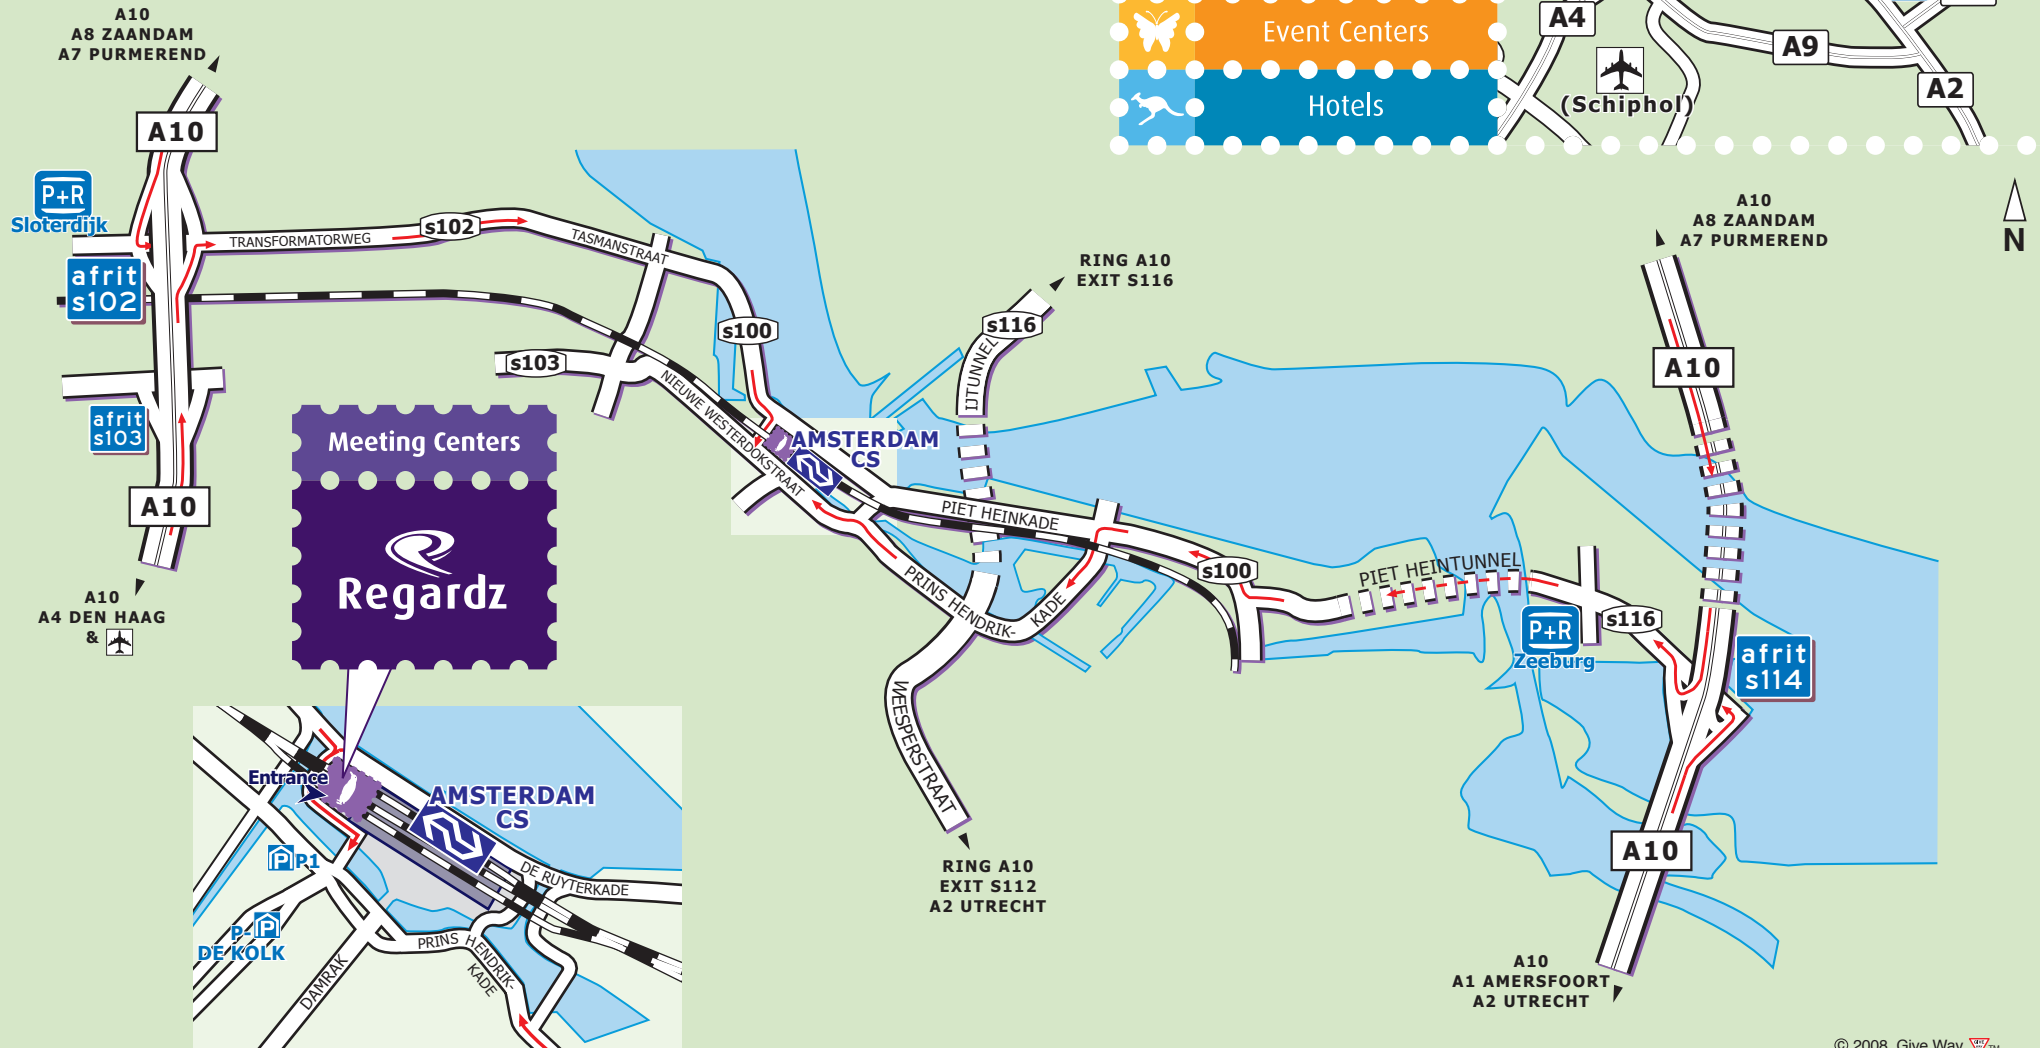 A10
A8 ZAANDAM
A7 PURMEREND
A10
P+R
Sloterdijk
afrit
s102
TRANSFORMATORWEG
s102
TASMANSTRAAT
s100
s103
NIEUWE WESTERDOKSTRAAT
afrit
s103
A10
A10
A4 DEN HAAG
&
Meeting Centers
Regardz
Event Centers
Hotels
A4
A9
A2
(Schiphol)
N
RING A10
EXIT S116
s116
IJTUNNEL
AMSTERDAM
CS
PIET HEINKADE
PRINS HENDRIK-
KADE
s100
PIET HEINTUNNEL
WEESPERSTRAAT
RING A10
EXIT S112
A2 UTRECHT
A10
A8 ZAANDAM
A7 PURMEREND
A10
s116
P+R
Zeeburg
afrit
s114
A10
A10
A1 AMERSFOORT
A2 UTRECHT
Entrance
AMSTERDAM
CS
P P1
DE RUYTERKADE
P- P
DE KOLK
PRINS HENDRIK-
KADE
DAMRAK
© 2008 Give Way